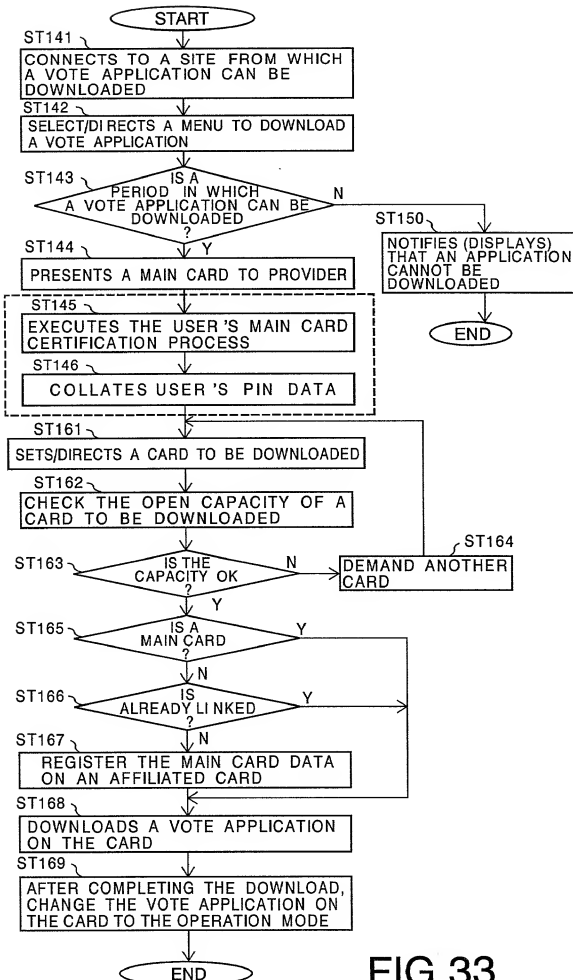 START
ST141
CONNECTS TO A SITE FROM WHICH
A VOTE APPLICATION CAN BE
DOWNLOADED
ST142
SELECT/DIRECTS A MENU TO DOWNLOAD
A VOTE APPLICATION
ST143
IS A
PERIOD IN WHICH
A VOTE APPLICATION CAN BE
DOWNLOADED
?
N
Y
ST150
NOTIFIES (DISPLAYS)
THAT AN APPLICATION
CANNOT BE
DOWNLOADED
END
ST144
PRESENTS A MAIN CARD TO PROVIDER
ST145
EXECUTES THE USER'S MAIN CARD
CERTIFICATION PROCESS
ST146
COLLATES USER'S PIN DATA
ST161
SETS/DIRECTS A CARD TO BE DOWNLOADED
ST162
CHECK THE OPEN CAPACITY OF A
CARD TO BE DOWNLOADED
ST163
IS THE
CAPACITY OK
?
N
Y
ST164
DEMAND ANOTHER
CARD
ST165
IS A
MAIN CARD
?
Y
N
ST166
IS
ALREADY LINKED
?
Y
N
ST167
REGISTER THE MAIN CARD DATA
ON AN AFFILIATED CARD
ST168
DOWNLOADS A VOTE APPLICATION
ON THE CARD
ST169
AFTER COMPLETING THE DOWNLOAD,
CHANGE THE VOTE APPLICATION ON
THE CARD TO THE OPERATION MODE
END
FIG.33